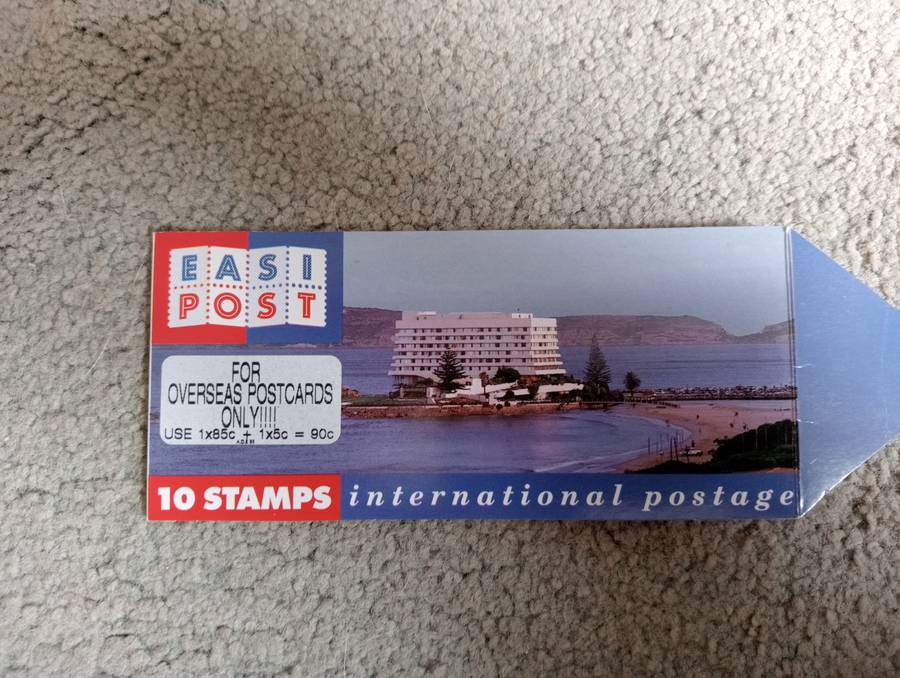 EASI
POST
FOR
OVERSEAS POSTCARDS
ONLY!!!!
USE 1x85c + 1x5c = 90c
10 STAMPS
international postage